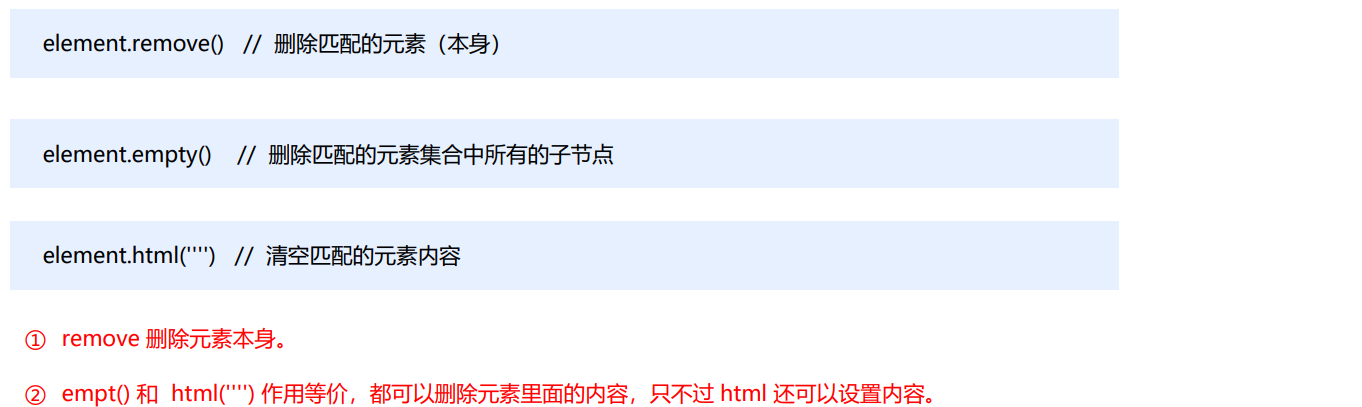 element.remove()   //  删除匹配的元素（本身）
element.empty()    //  删除匹配的元素集合中所有的子节点
element.html('''')   //  清空匹配的元素内容
①  remove 删除元素本身。
②  empt() 和  html('''') 作用等价，都可以删除元素里面的内容，只不过 html 还可以设置内容。